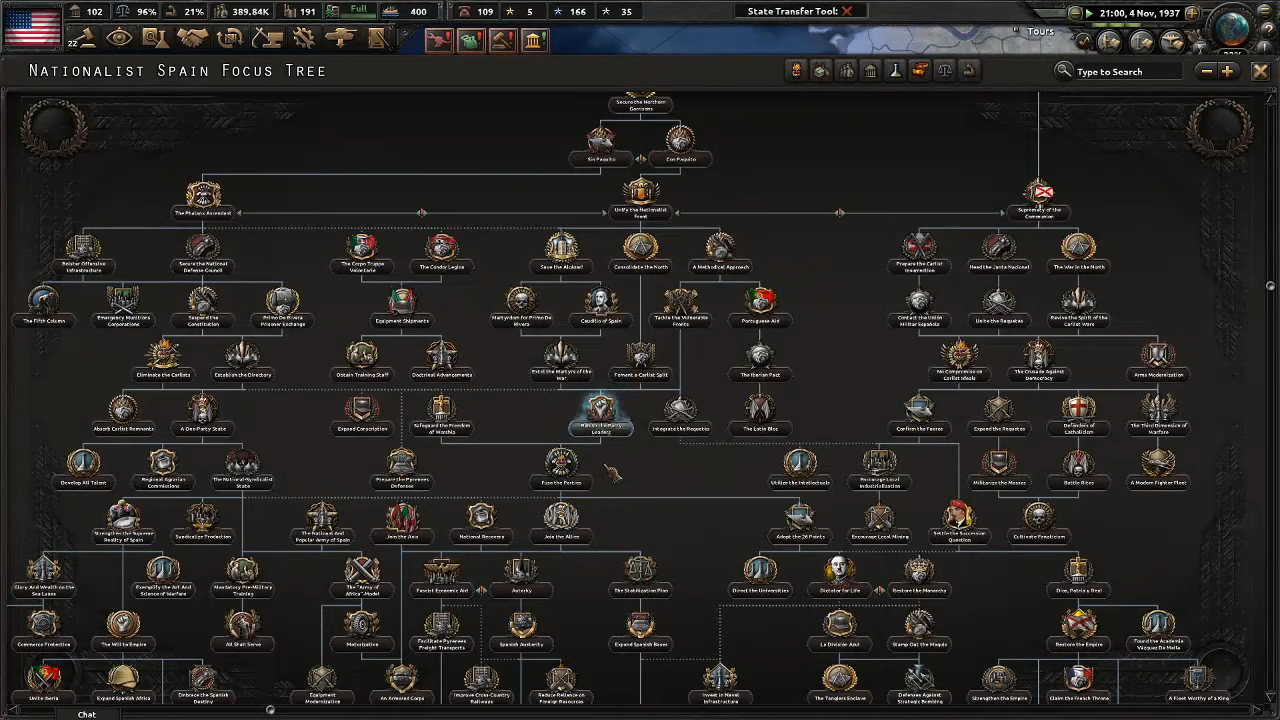 102 96% 21% 389.84K 191 Full 400 109 5 166 35 State Transfer Tool: 21:00, 4 Nov, 1937
22
Tours
Nationalist Spain Focus Tree
Type to Search
Secure the Northern Garrisons
Sin Paquito
Con Paquito
The Phalanx Ascendant
Unify the Nationalist Front
Supremacy of the Communion
Bolster Offensive Infrastructure
Secure the National Defense Council
The Corpo Truppe Volontarie
The Condor Legion
Save the Alcázar!
Consolidate the North
A Methodical Approach
Prepare the Carlist Insurrection
Head the Junta Nacional
The War in the North
The Fifth Column
Emergency Munitions Corporations
Suspend the Constitution
Primo De Rivera Prisoner Exchange
Equipment Shipments
Martyrdom for Primo De Rivera
Caudillo of Spain
Tackle the Vulnerable Fronts
Portuguese Aid
Contact the Unión Militar Española
Unite the Requetés
Revive the Spirit of the Carlist Wars
Eliminate the Carlists
Establish the Directory
Obtain Training Staff
Doctrinal Advancements
Extol the Martyrs of the War
Foment a Carlist Split
The Iberian Pact
No Compromise on Carlist Ideals
The Crusade Against Democracy
Arms Modernization
Absorb Carlist Remnants
A One-Party State
Expand Conscription
Safeguard the Freedom of Worship
Banish the Party Leaders
Integrate the Requetés
The Latin Bloc
Confirm the Fueros
Expand the Requetés
Defenders of Catholicism
The Third Dimension of Warfare
Develop All Talent
Regional Agrarian Commissions
The National-Syndicalist State
Prepare the Pyrenees Defenses
Fuse the Parties
Utilize the Intellectuals
Encourage Local Industrialization
Militarize the Masses
Battle Rites
A Modern Fighter Fleet
Strengthen the Supreme Reality of Spain
Syndicalize Production
The National And Popular Army of Spain
Join the Axis
National Recovery
Join the Allies
Adopt the 26 Points
Encourage Local Mining
Settle the Succession Question
Cultivate Fanaticism
Glory And Wealth on the Sea Lanes
Exemplify the Art And Science of Warfare
Mandatory Pre-Military Training
The "Army of Africa"-Model
Fascist Economic Aid
Autarky
The Stabilization Plan
Direct the Universities
Dictator for Life
Restore the Monarchy
Dios, Patria y Rey!
Commerce Protection
The Will to Empire
All Shall Serve
Motorization
Facilitate Pyrenees Freight Transports
Spanish Austerity
Expand Spanish Bases
La División Azul
Stamp Out the Maquis
Restore the Empire
Found the Academia Vázquez De Mella
Unite Iberia
Expand Spanish Africa
Embrace the Spanish Destiny
Equipment Modernization
An Armored Corps
Improve Cross-Country Railways
Reduce Reliance on Foreign Resources
Invest in Naval Infrastructure
The Tangiers Enclave
Defenses Against Strategic Bombing
Strengthen the Empire
Claim the French Throne
A Fleet Worthy of a King
Chat